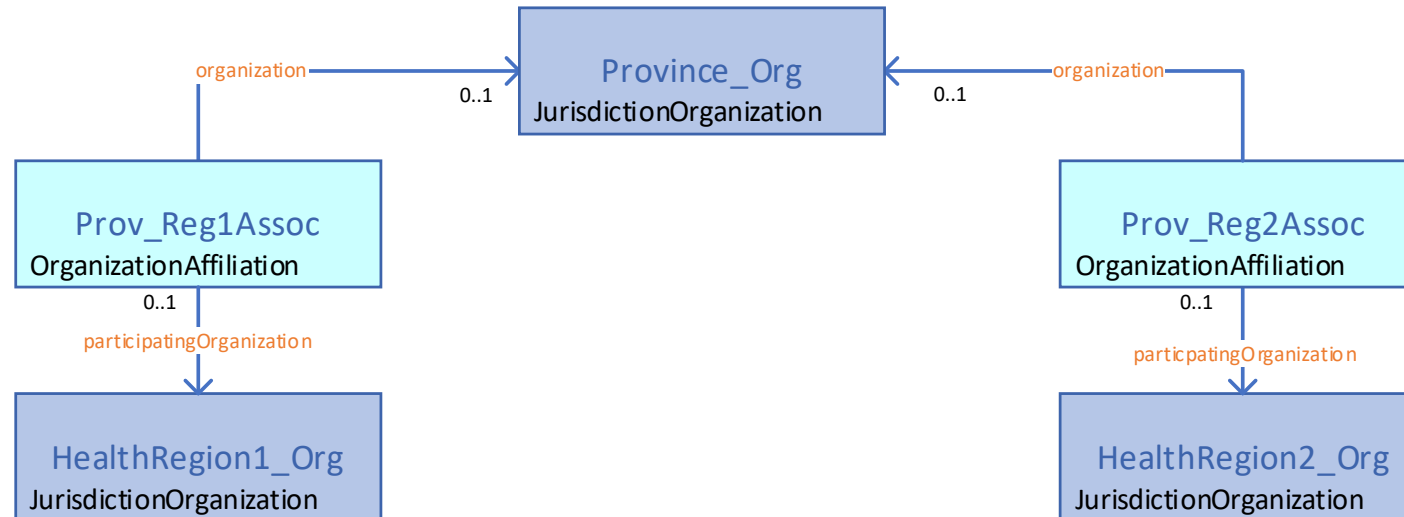 Province_Org
JurisdictionOrganization
organization
0..1
organization
0..1
Prov_Reg1Assoc
OrganizationAffiliation
0..1
participatingOrganization
Prov_Reg2Assoc
OrganizationAffiliation
0..1
particpatingOrganization
HealthRegion1_Org
JurisdictionOrganization
HealthRegion2_Org
JurisdictionOrganization